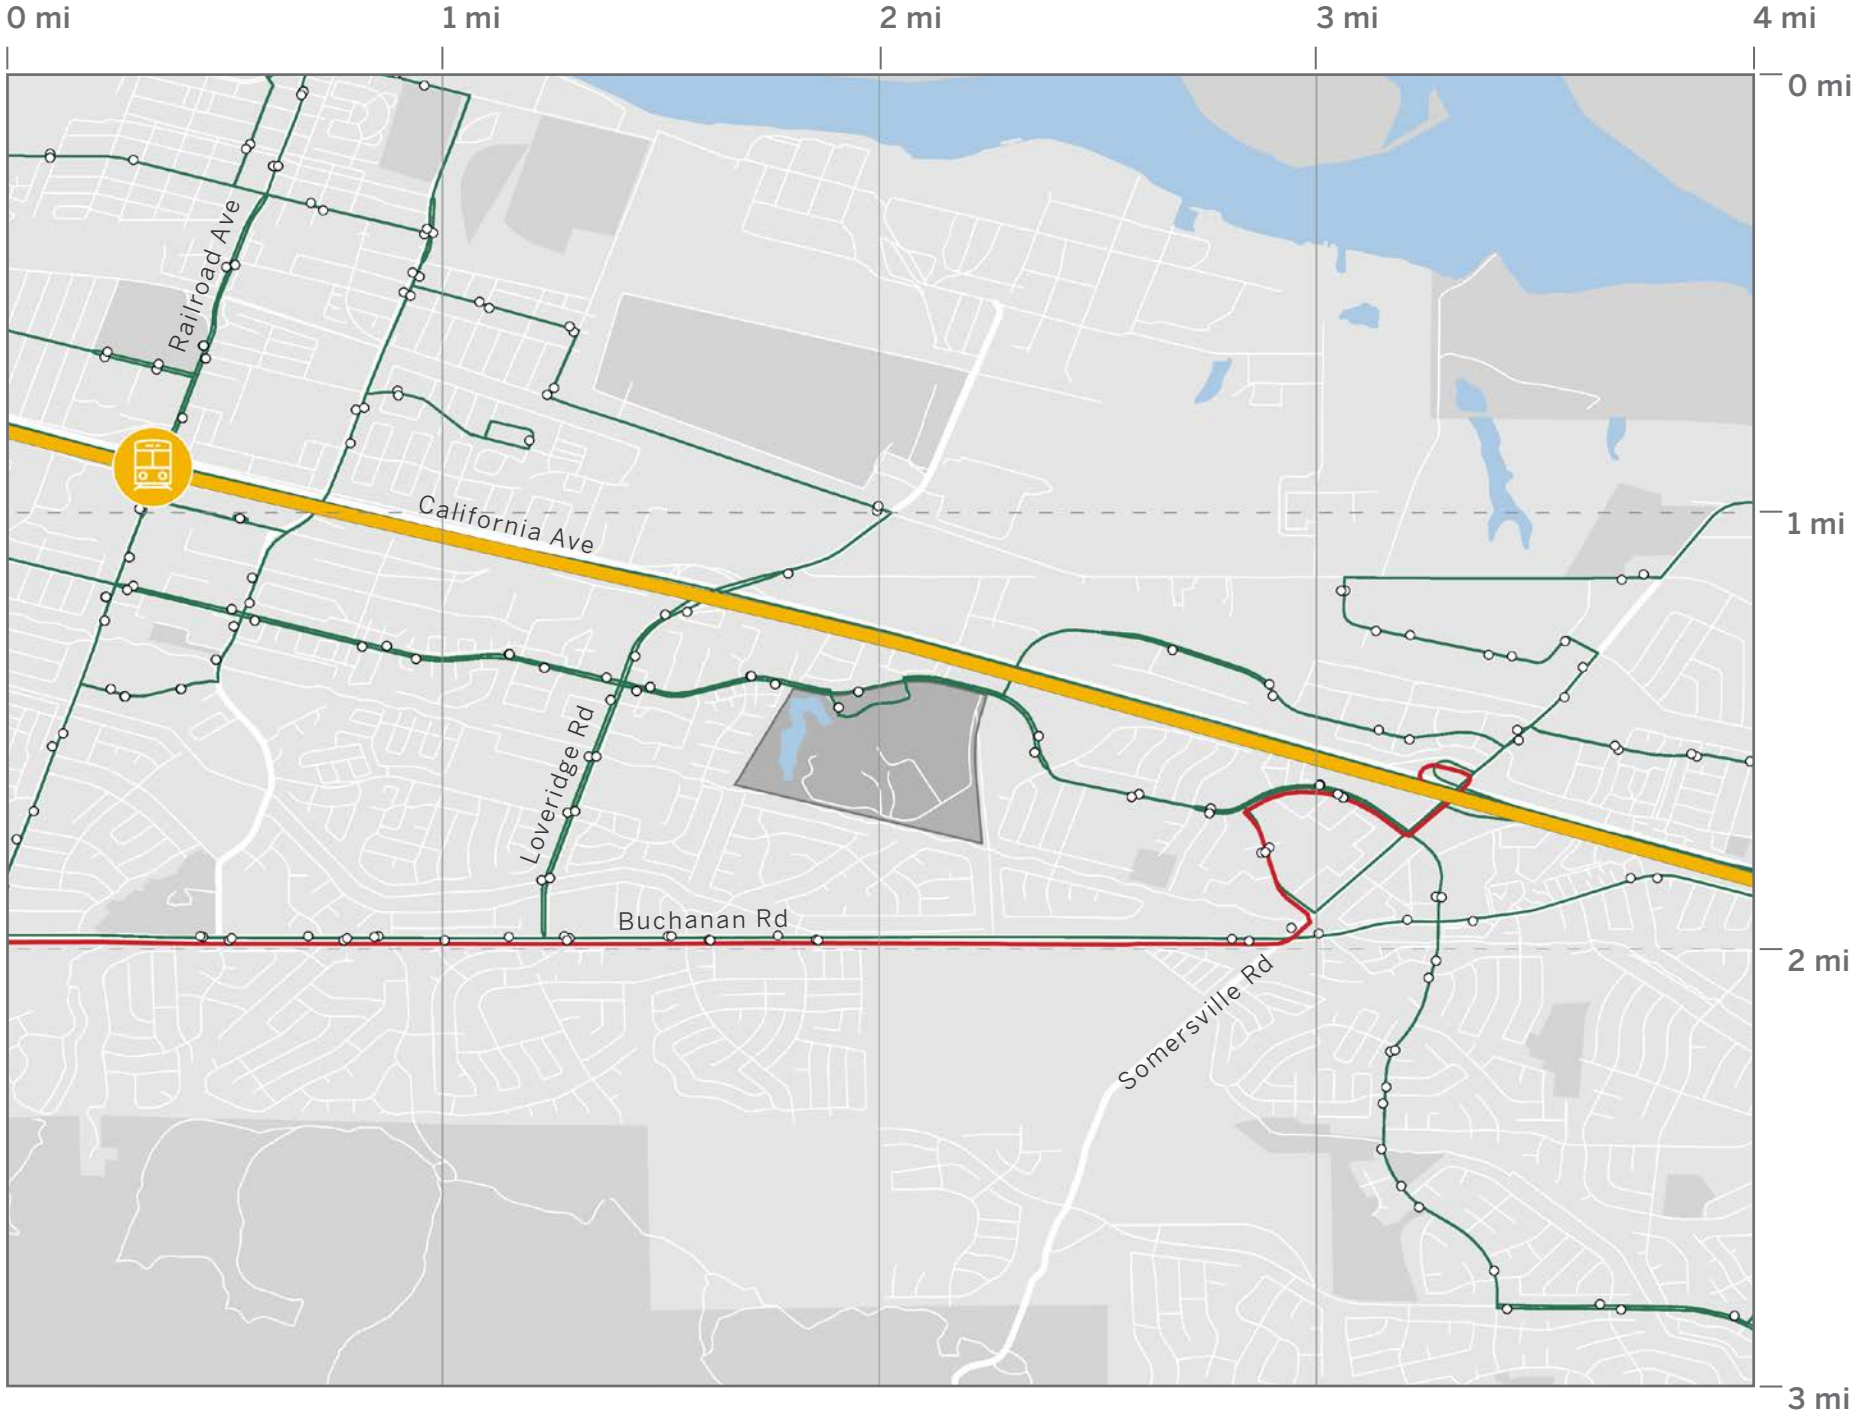 0 mi
1 mi
2 mi
3 mi
4 mi
0 mi
Railroad Ave
California Ave
1 mi
Loveridge Rd
Buchanan Rd
Somersville Rd
2 mi
3 mi